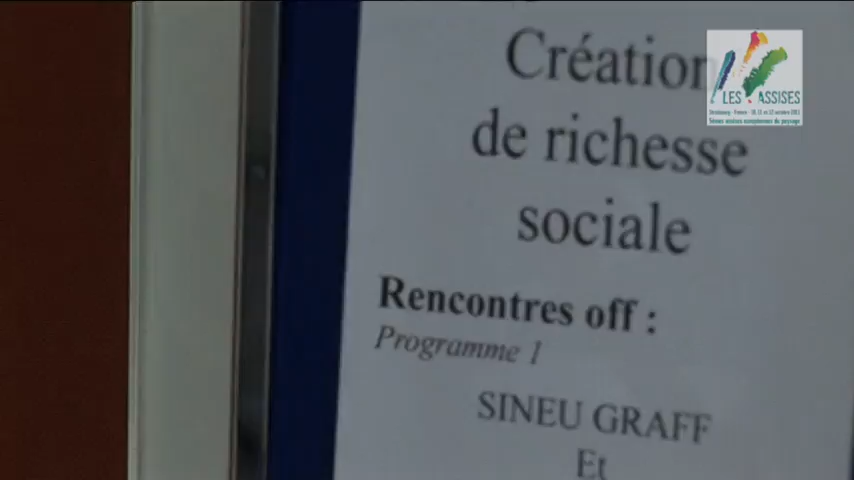 Création
de richesse
sociale
Rencontres off :
Programme 1
SINEU GRAFF
Et
LES ASSISES